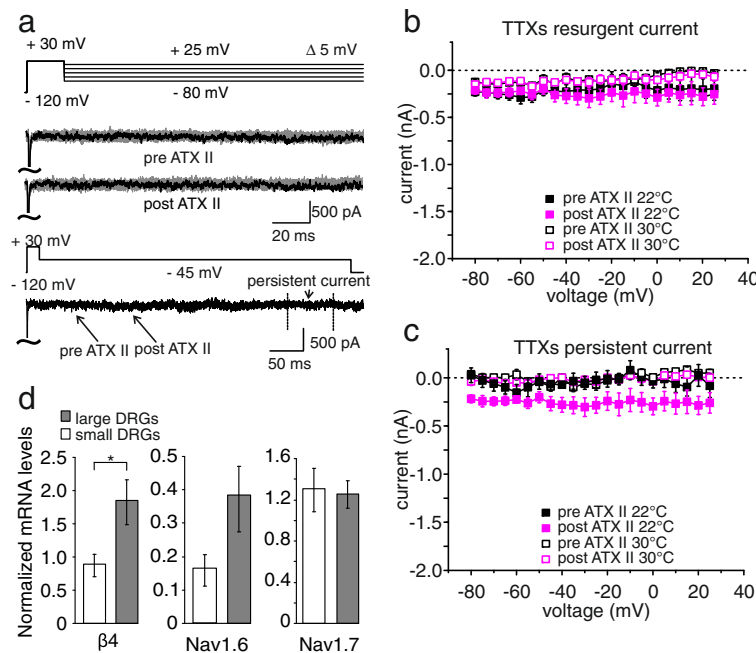 a
+ 30 mV
+ 25 mV
Δ 5 mV
- 120 mV
- 80 mV
pre ATX II
post ATX II
500 pA
20 ms
+ 30 mV
- 45 mV
- 120 mV
persistent current
pre ATX II
post ATX II
500 pA
50 ms
b
TTXs resurgent current
current (nA)
0.0
-0.5
-1.0
-1.5
-2.0
pre ATX II 22°C
post ATX II 22°C
pre ATX II 30°C
post ATX II 30°C
-80 -60 -40 -20 0 20 40
voltage (mV)
c
TTXs persistent current
current (nA)
0.0
-0.5
-1.0
-1.5
-2.0
pre ATX II 22°C
post ATX II 22°C
pre ATX II 30°C
post ATX II 30°C
-80 -60 -40 -20 0 20 40
voltage (mV)
d
large DRGs
small DRGs
Normalized mRNA levels
2.5
2.0
1.5
1.0
0.5
0
*
β4
0.5
0.4
0.3
0.2
0.1
0
Nav1.6
1.6
1.2
0.8
0.4
0
Nav1.7